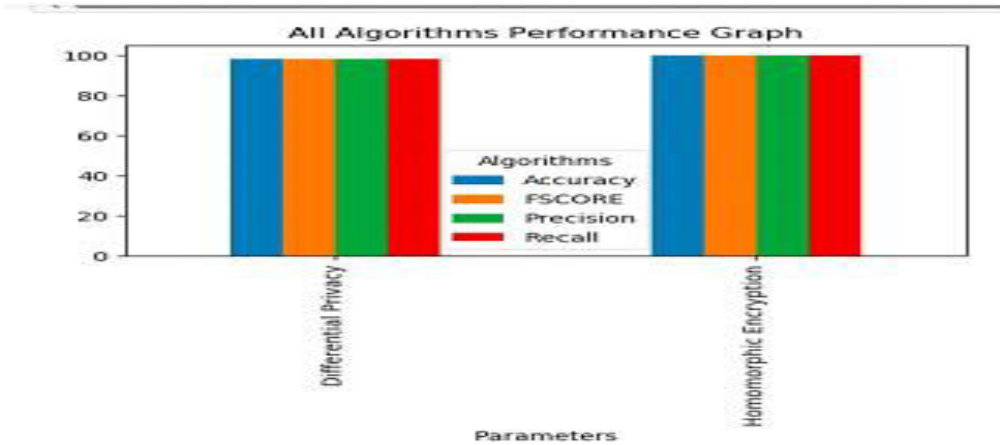 All Algorithms Performance Graph
100
80
60
40
20
0
Algorithms
Accuracy
FSCORE
Precision
Recall
Differential Privacy
Homomorphic Encryption
Parameters